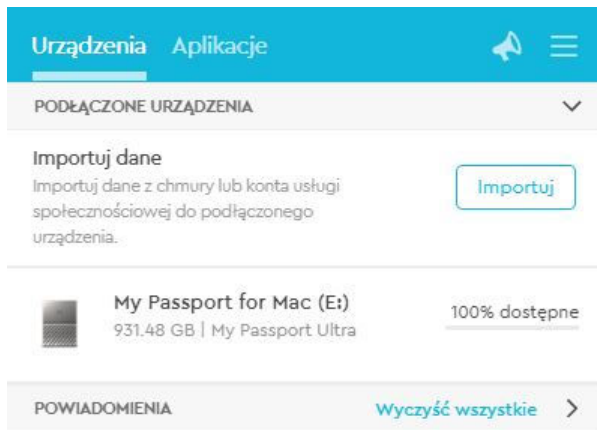 Urządzenia Aplikacje
PODŁĄCZONE URZĄDZENIA
Importuj dane
Importuj dane z chmury lub konta usługi
społecznościowej do podłączonego
urządzenia.
Importuj
My Passport for Mac (E:)
931.48 GB | My Passport Ultra
100% dostępne
POWIADOMIENIA Wyczyść wszystkie